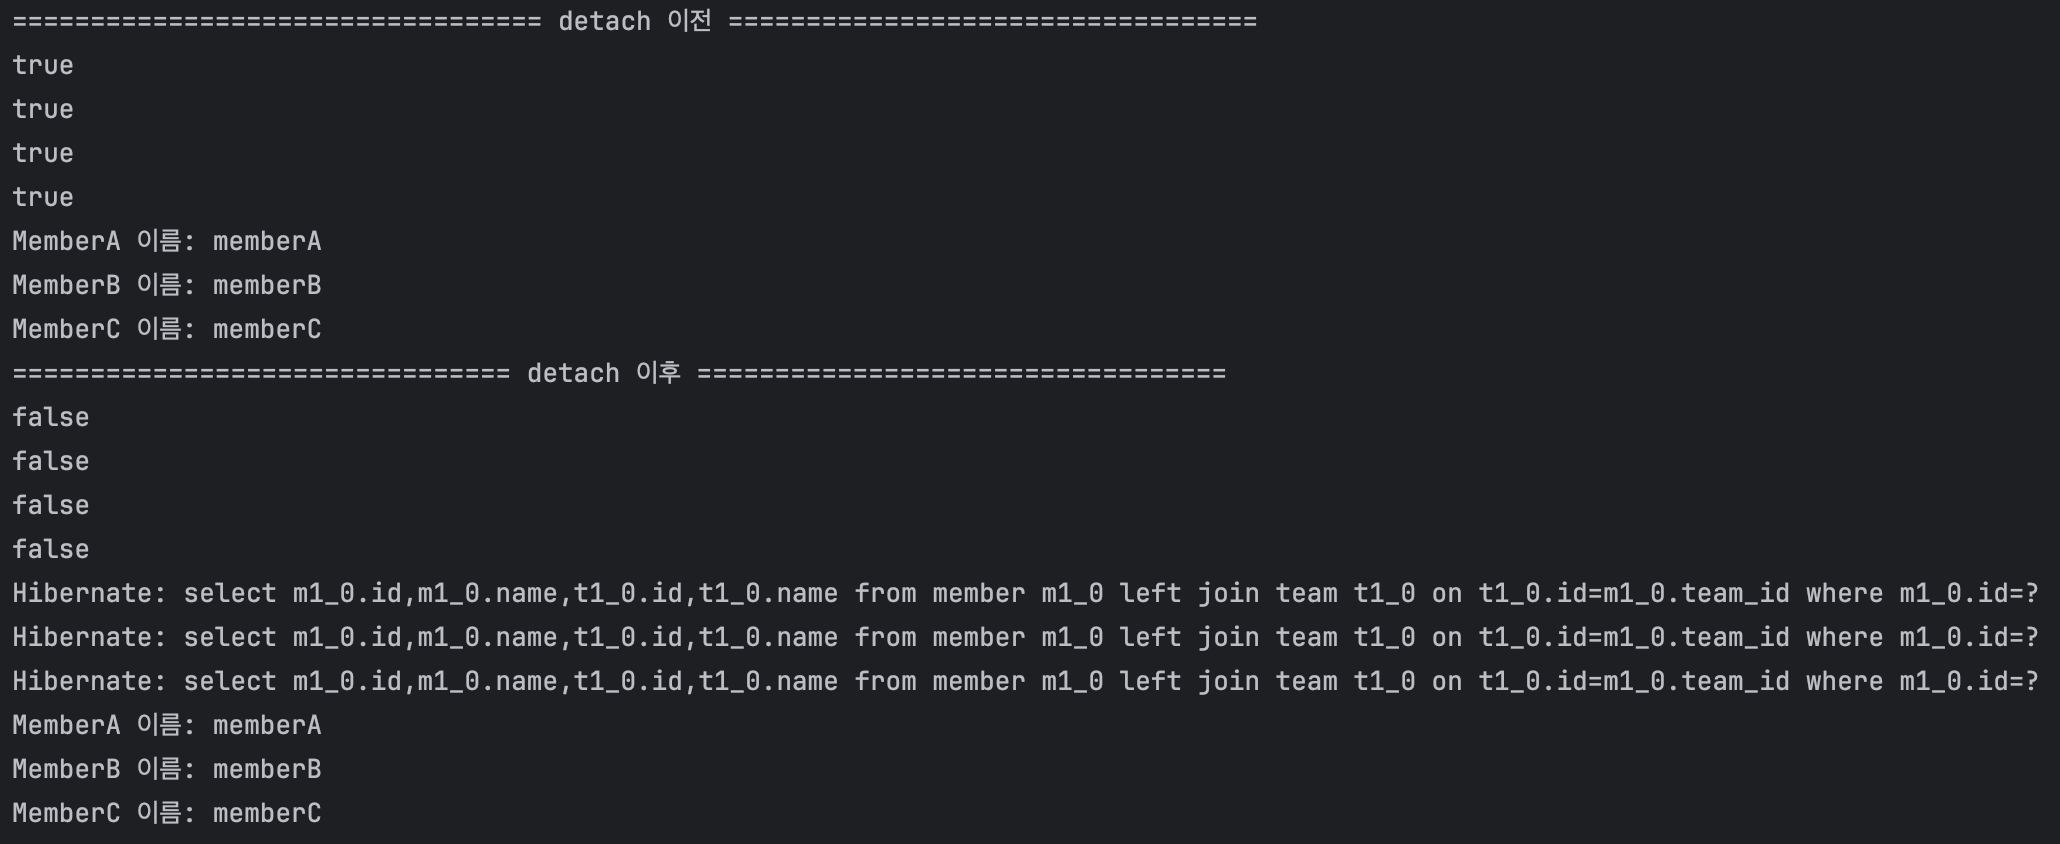 ================================== detach 이전 ==================================
true
true
true
true
MemberA 이름: memberA
MemberB 이름: memberB
MemberC 이름: memberC
================================ detach 이후 ==================================
false
false
false
false
Hibernate: select m1_0.id,m1_0.name,t1_0.id,t1_0.name from member m1_0 left join team t1_0 on t1_0.id=m1_0.team_id where m1_0.id=?
Hibernate: select m1_0.id,m1_0.name,t1_0.id,t1_0.name from member m1_0 left join team t1_0 on t1_0.id=m1_0.team_id where m1_0.id=?
Hibernate: select m1_0.id,m1_0.name,t1_0.id,t1_0.name from member m1_0 left join team t1_0 on t1_0.id=m1_0.team_id where m1_0.id=?
MemberA 이름: memberA
MemberB 이름: memberB
MemberC 이름: memberC